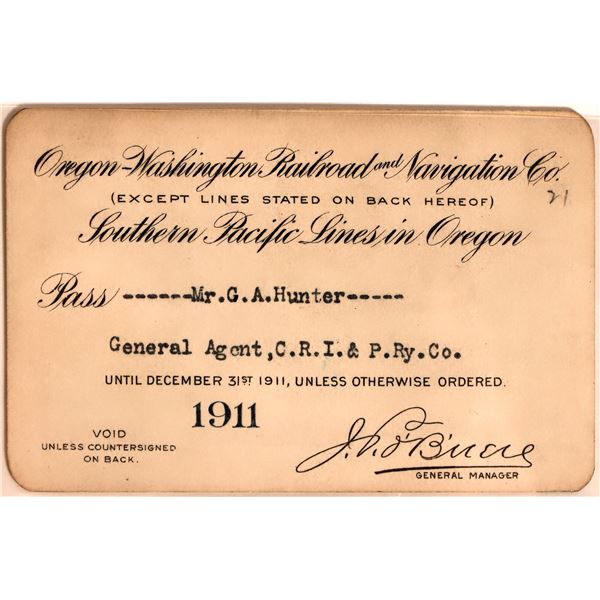 Oregon-Washington Railroad and Navigation Co.
(EXCEPT LINES STATED ON BACK HEREOF)
21
Southern Pacific Lines in Oregon
Pass ------Mr.G.A.Hunter-----
General Agent,C.R.I.& P.Ry.Co.
UNTIL DECEMBER 31ST 1911, UNLESS OTHERWISE ORDERED.
1911
VOID
UNLESS COUNTERSIGNED
ON BACK.
J.P. O'Brien
GENERAL MANAGER